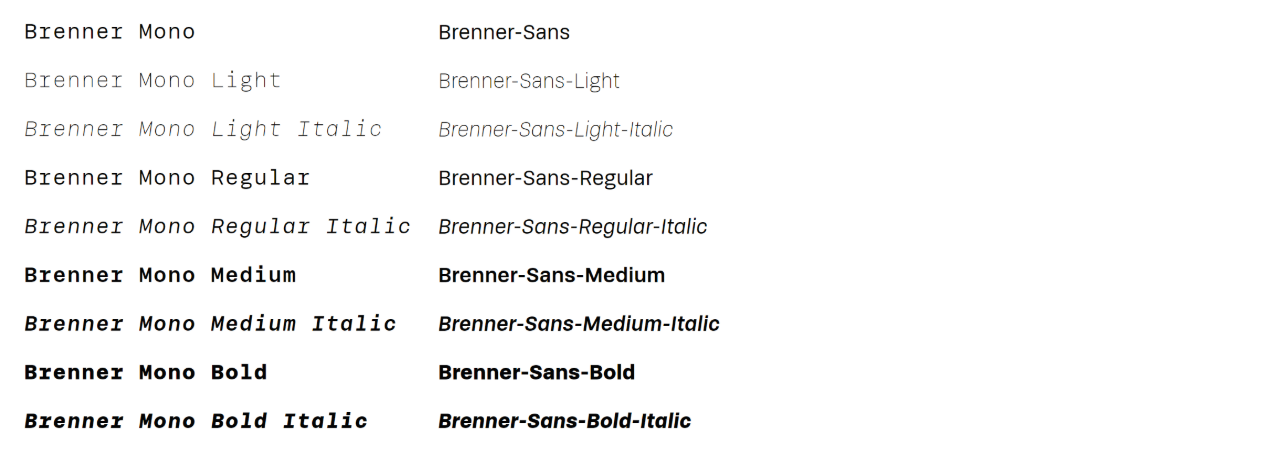 Brenner Mono
Brenner Mono Light
Brenner Mono Light Italic
Brenner Mono Regular
Brenner Mono Regular Italic
Brenner Mono Medium
Brenner Mono Medium Italic
Brenner Mono Bold
Brenner Mono Bold Italic
Brenner-Sans
Brenner-Sans-Light
Brenner-Sans-Light-Italic
Brenner-Sans-Regular
Brenner-Sans-Regular-Italic
Brenner-Sans-Medium
Brenner-Sans-Medium-Italic
Brenner-Sans-Bold
Brenner-Sans-Bold-Italic